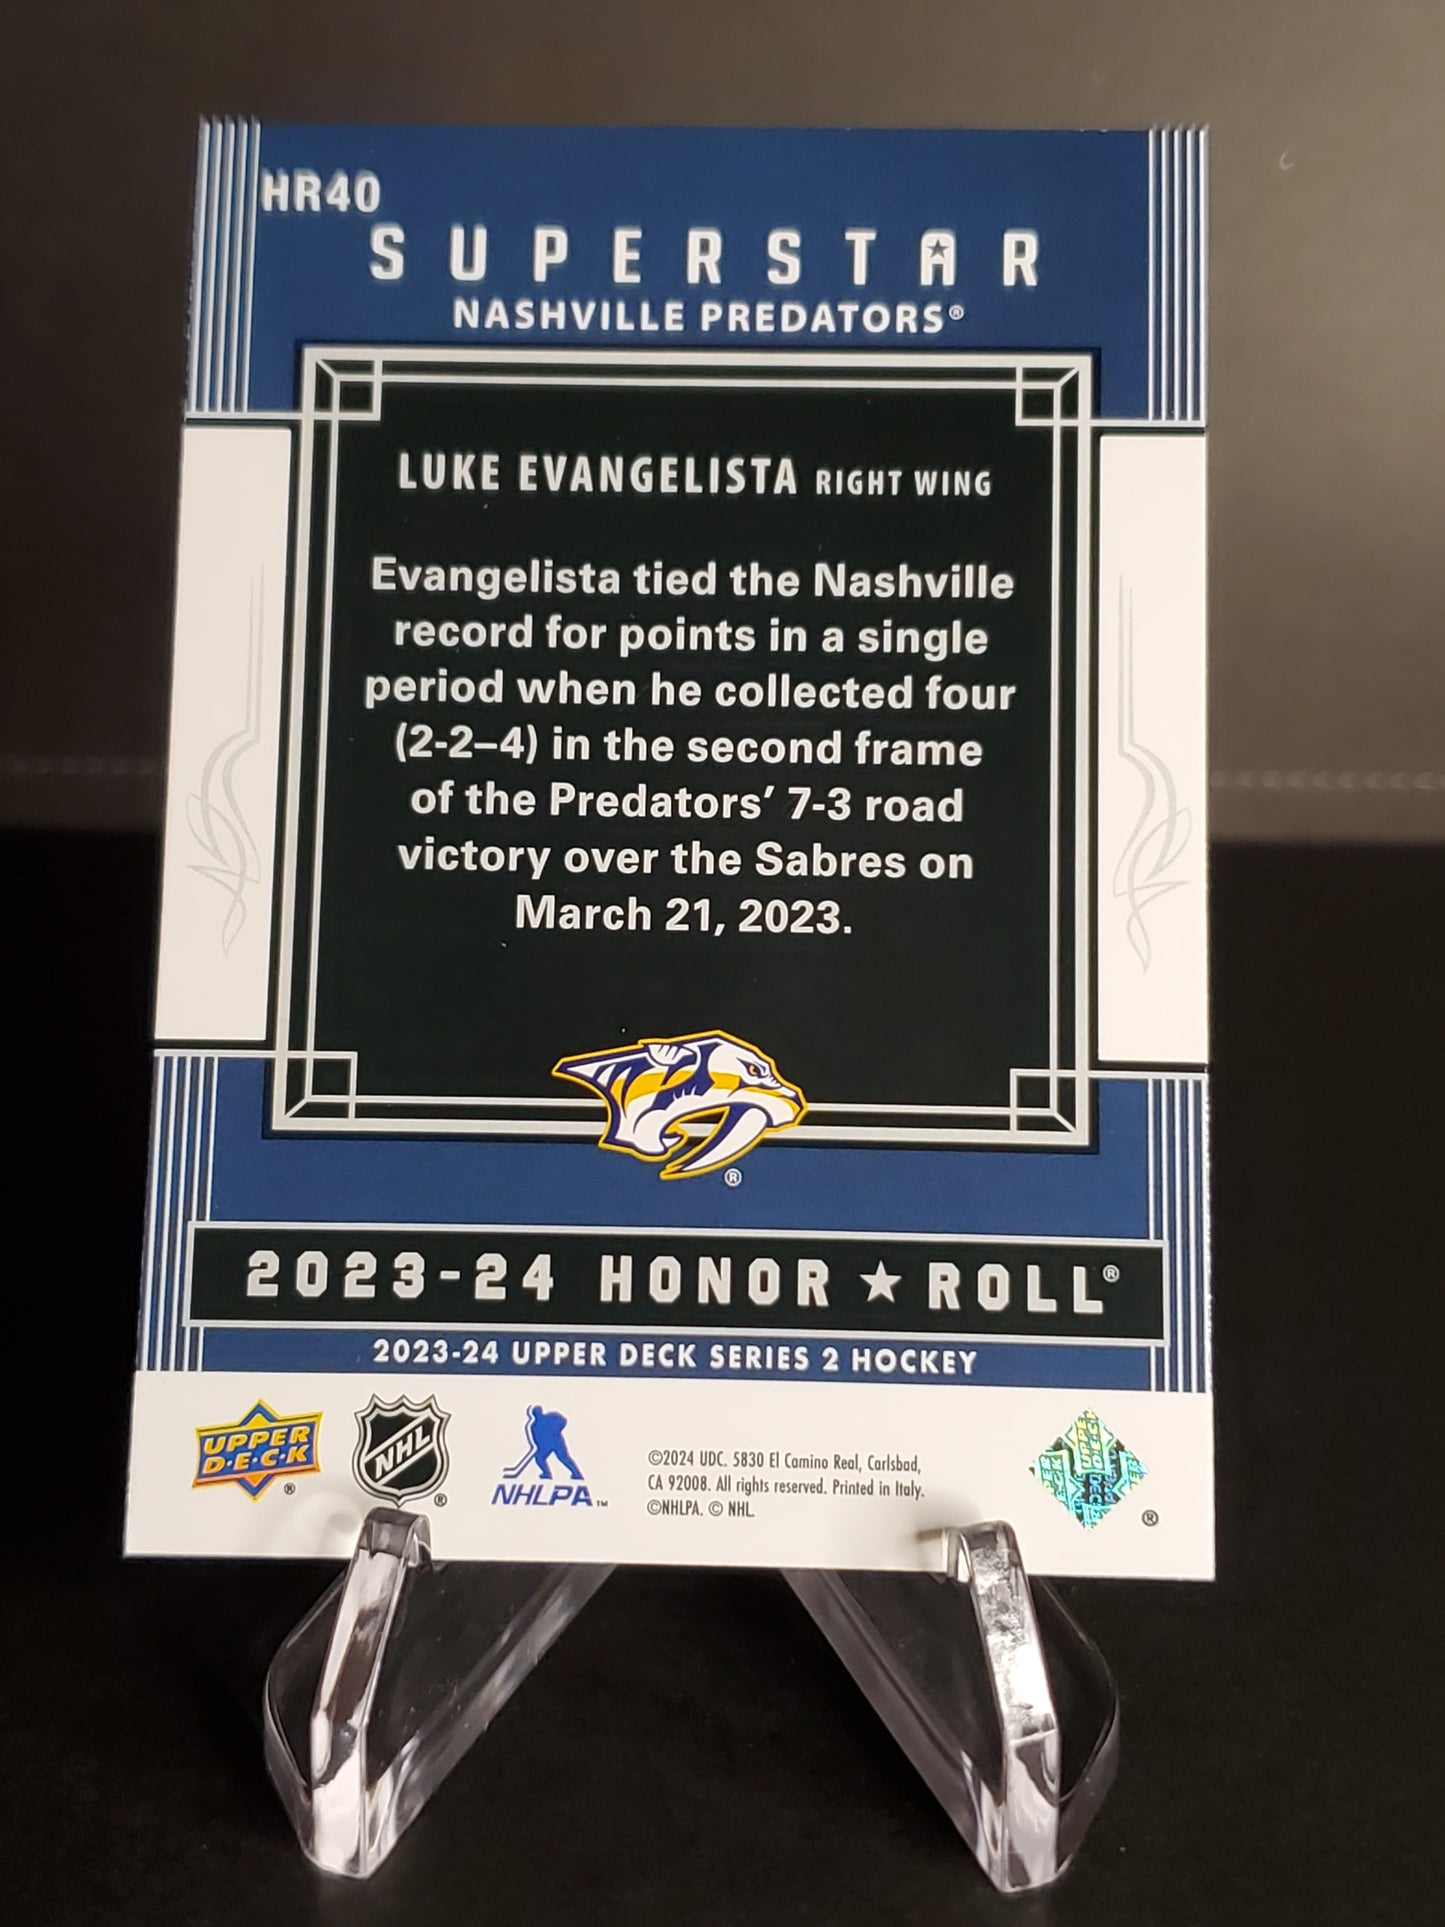 HR40
SUPERSTAR
NASHVILLE PREDATORS®
LUKE EVANGELISTA RIGHT WING
Evangelista tied the Nashville
record for points in a single
period when he collected four
(2-2–4) in the second frame
of the Predators’ 7-3 road
victory over the Sabres on
March 21, 2023.
®
2023-24 HONOR ★ ROLL®
2023-24 UPPER DECK SERIES 2 HOCKEY
UPPER
D·E·C·K
®
NHL
®
NHLPA™
©2024 UDC. 5830 El Camino Real, Carlsbad,
CA 92008. All rights reserved. Printed in Italy.
©NHLPA. © NHL.
UPPER
DECK
®